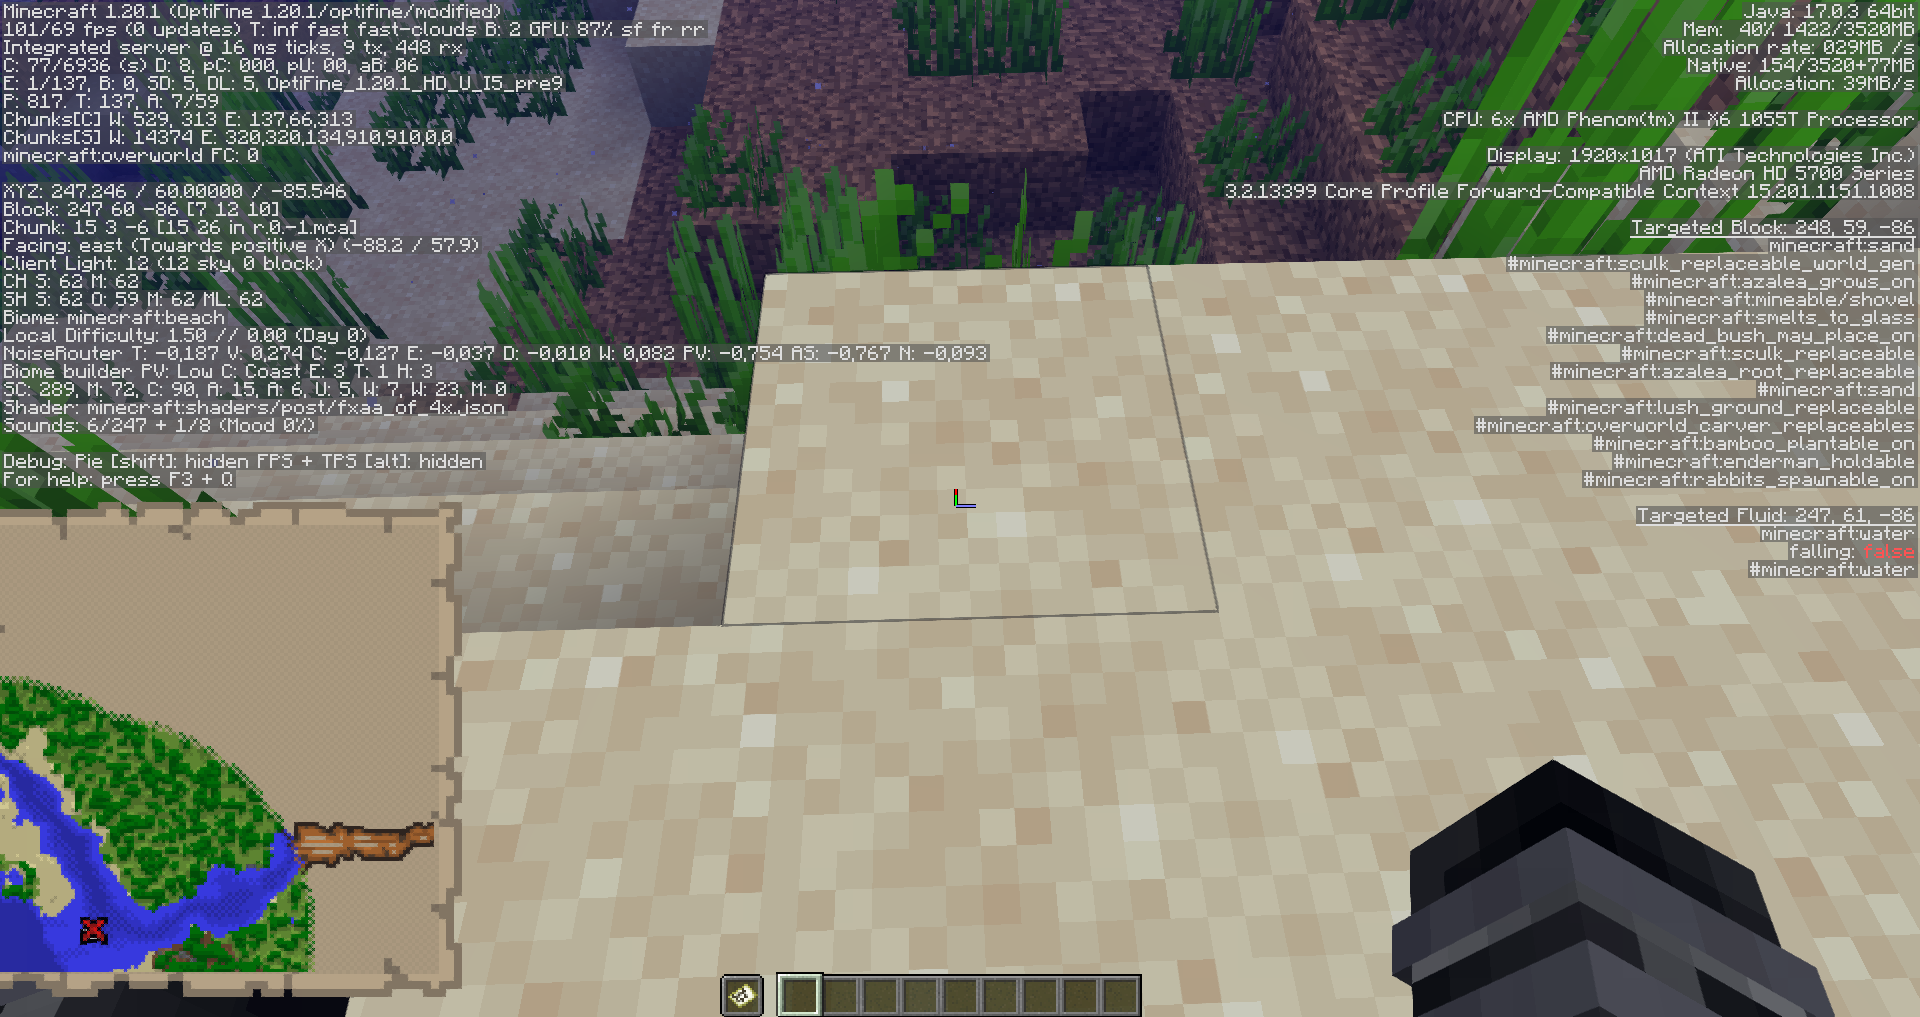 Minecraft 1.20.1 (OptiFine 1.20.1/optifine/modified)
101/69 fps (0 updates) T: inf fast fast-clouds B: 2 GPU: 87% sf fr rr
Integrated server @ 16 ms ticks, 9 tx, 448 rx
C: 77/6936 (s) D: 8, pC: 000, pU: 00, aB: 06
E: 1/137, B: 0, SD: 5, DL: 5, OptiFine_1.20.1_HD_U_I5_pre9
P: 817. T: 137, A: 7/59
Chunks[C] W: 529, 313 E: 137,66,313
Chunks[S] W: 14374 E: 320,320,134,910,910,0,0
minecraft:overworld FC: 0
XYZ: 247.246 / 60.00000 / -85.546
Block: 247 60 -86 [7 12 10]
Chunk: 15 3 -6 [15 26 in r.0.-1.mca]
Facing: east (Towards positive X) (-88.2 / 57.9)
Client Light: 12 (12 sky, 0 block)
CH S: 62 M: 62
SH S: 62 O: 59 M: 62 ML: 62
Biome: minecraft:beach
Local Difficulty: 1.50 // 0.00 (Day 0)
NoiseRouter T: -0,187 V: 0,274 C: -0,127 E: -0,037 D: -0,010 W: 0,082 PV: -0,754 AS: -0,767 N: -0,093
Biome builder PV: Low C: Coast E: 3 T: 1 H: 3
SC: 289, M: 72, C: 90, A: 15, A: 6, U: 5, W: 7, W: 23, M: 0
Shader: minecraft:shaders/post/fxaa_of_4x.json
Sounds: 6/247 + 1/8 (Mood 0%)
Debug: Pie [shift]: hidden FPS + TPS [alt]: hidden
For help: press F3 + Q
Java: 17.0.3 64bit
Mem: 40% 1422/3520MB
Allocation rate: 029MB /s
Native: 154/3520+77MB
Allocation: 39MB/s
CPU: 6x AMD Phenom(tm) II X6 1055T Processor
Display: 1920x1017 (ATI Technologies Inc.)
AMD Radeon HD 5700 Series
3.2.13399 Core Profile Forward-Compatible Context 15.201.1151.1008
Targeted Block: 248, 59, -86
minecraft:sand
#minecraft:sculk_replaceable_world_gen
#minecraft:azalea_grows_on
#minecraft:mineable/shovel
#minecraft:smelts_to_glass
#minecraft:dead_bush_may_place_on
#minecraft:sculk_replaceable
#minecraft:azalea_root_replaceable
#minecraft:sand
#minecraft:lush_ground_replaceable
#minecraft:overworld_carver_replaceables
#minecraft:bamboo_plantable_on
#minecraft:enderman_holdable
#minecraft:rabbits_spawnable_on
Targeted Fluid: 247, 61, -86
minecraft:water
falling: false
#minecraft:water